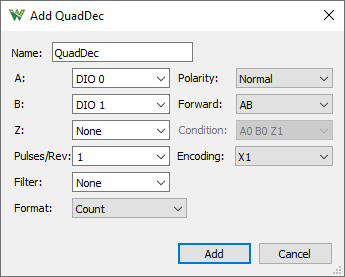 Add QuadDec
Name: QuadDec
A: DIO 0 Polarity: Normal
B: DIO 1 Forward: AB
Z: None Condition: A0 B0 Z1
Pulses/Rev: 1 Encoding: X1
Filter: None
Format: Count
Add Cancel